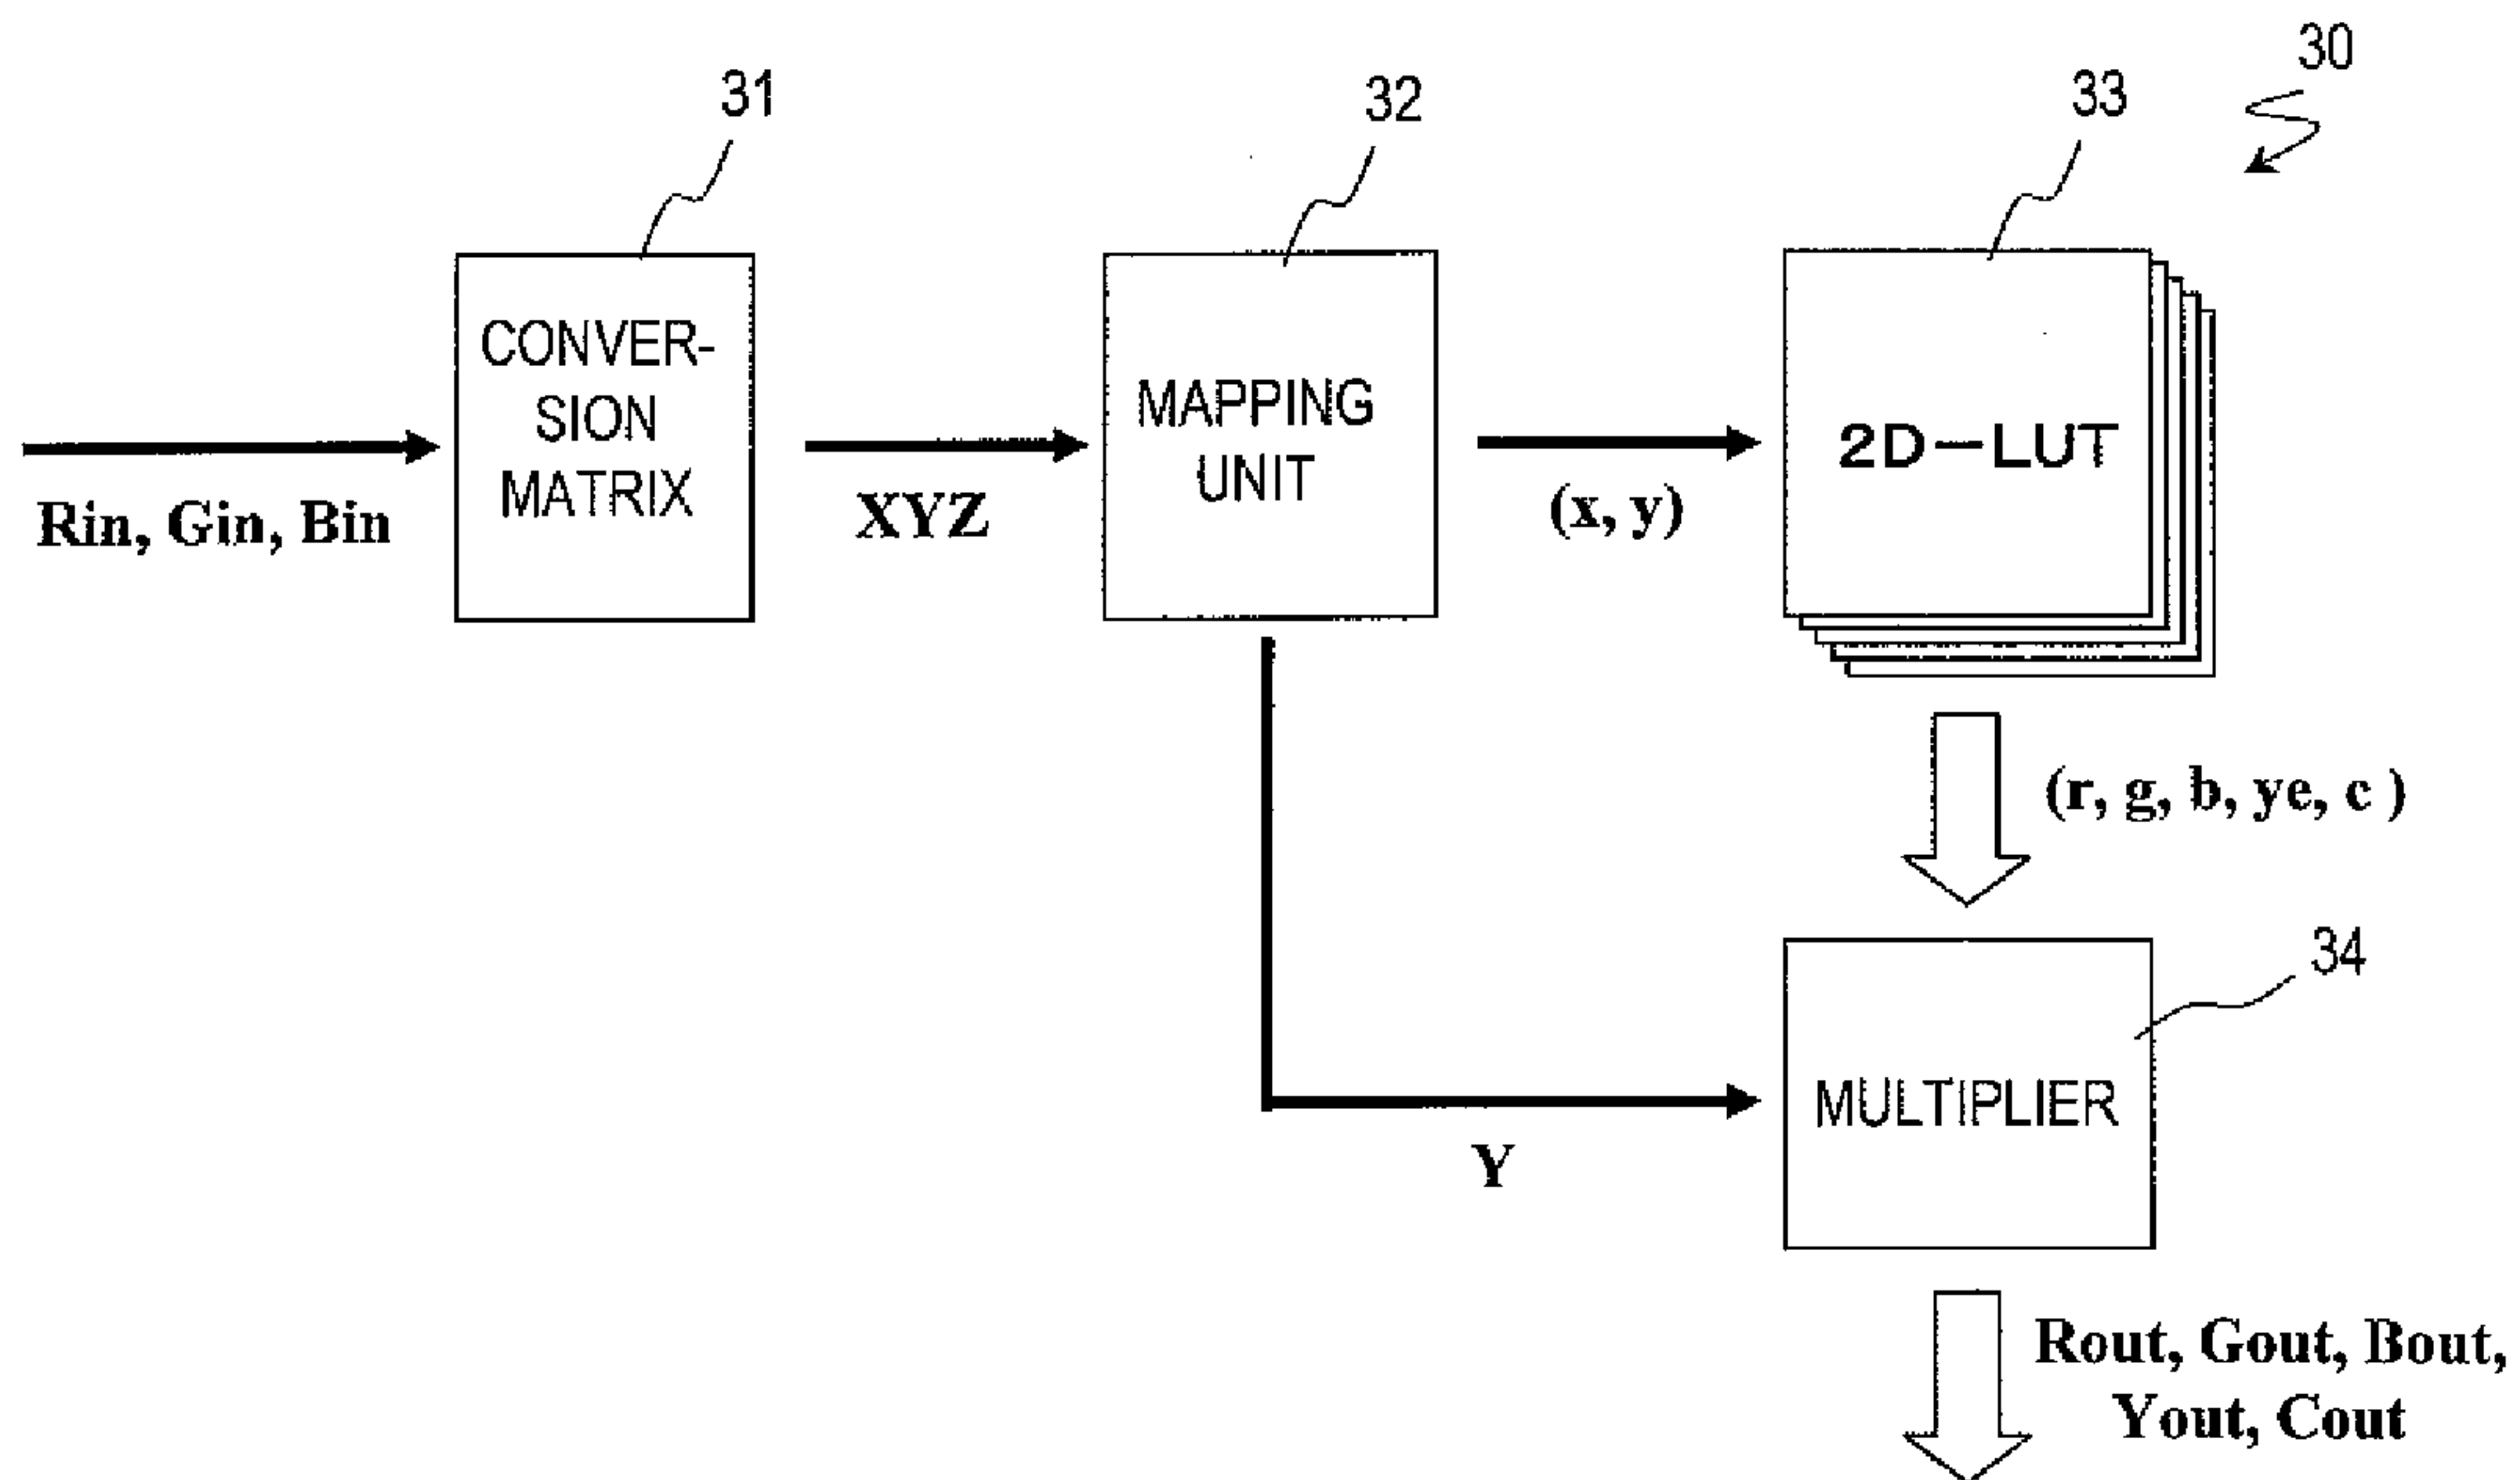 30
31
32
33
CONVER-
SION
MATRIX
MAPPING
UNIT
2D-LUT
Rin, Gin, Bin
XYZ
(x, y)
(r, g, b, ye, c )
34
MULTIPLIER
Y
Rout, Gout, Bout,
Yout, Cout